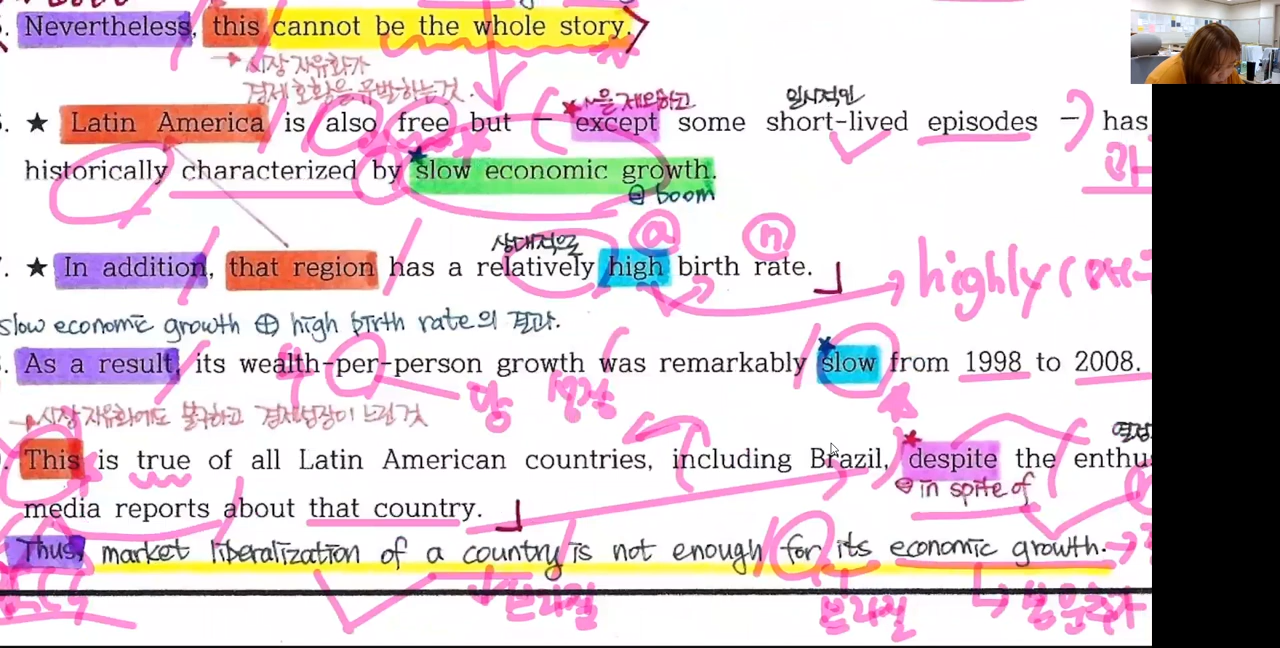 Nevertheless, this cannot be the whole story.
→ 시장 자유화가
경제 호황을 유발하는것.
~을 제외하고
일시적인
★ Latin America is also free but — except some short-lived episodes — has
historically characterized by slow economic growth.
boom
상대적으로
ⓐ
ⓝ
★ In addition, that region has a relatively high birth rate.
→ highly (
slow economic growth ⊕ high birth rate의 결과.
As a result, its wealth-per-person growth was remarkably slow from 1998 to 2008.
당 성장
→ 시장 자유화에도 불구하고 경제성장이 느린 것
This is true of all Latin American countries, including Brazil, despite the enthu
in spite of
media reports about that country.
Thus, market liberalization of a country is not enough for its economic growth.
브라질
브라질